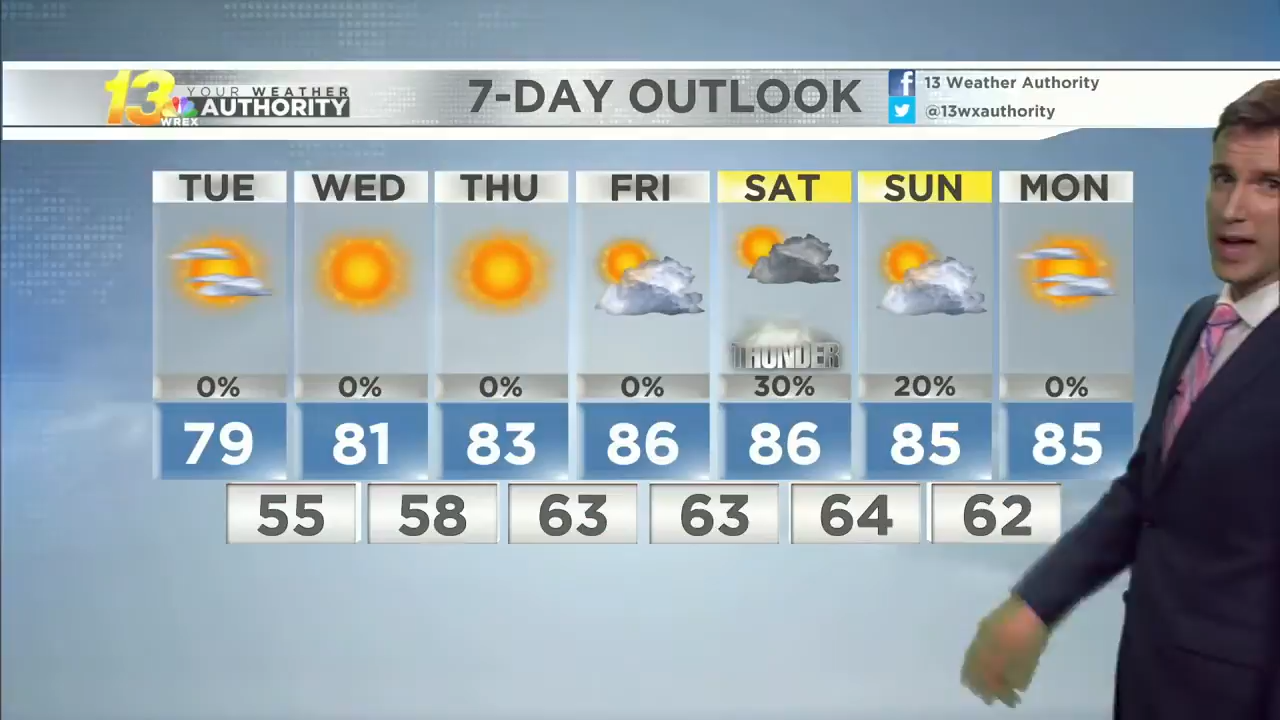 13 YOUR WEATHER
AUTHORITY
WREX
7-DAY OUTLOOK
f 13 Weather Authority
@13wxauthority
TUE WED THU FRI SAT SUN MON
THUNDER
0% 0% 0% 0% 30% 20% 0%
79 81 83 86 86 85 85
55 58 63 63 64 62